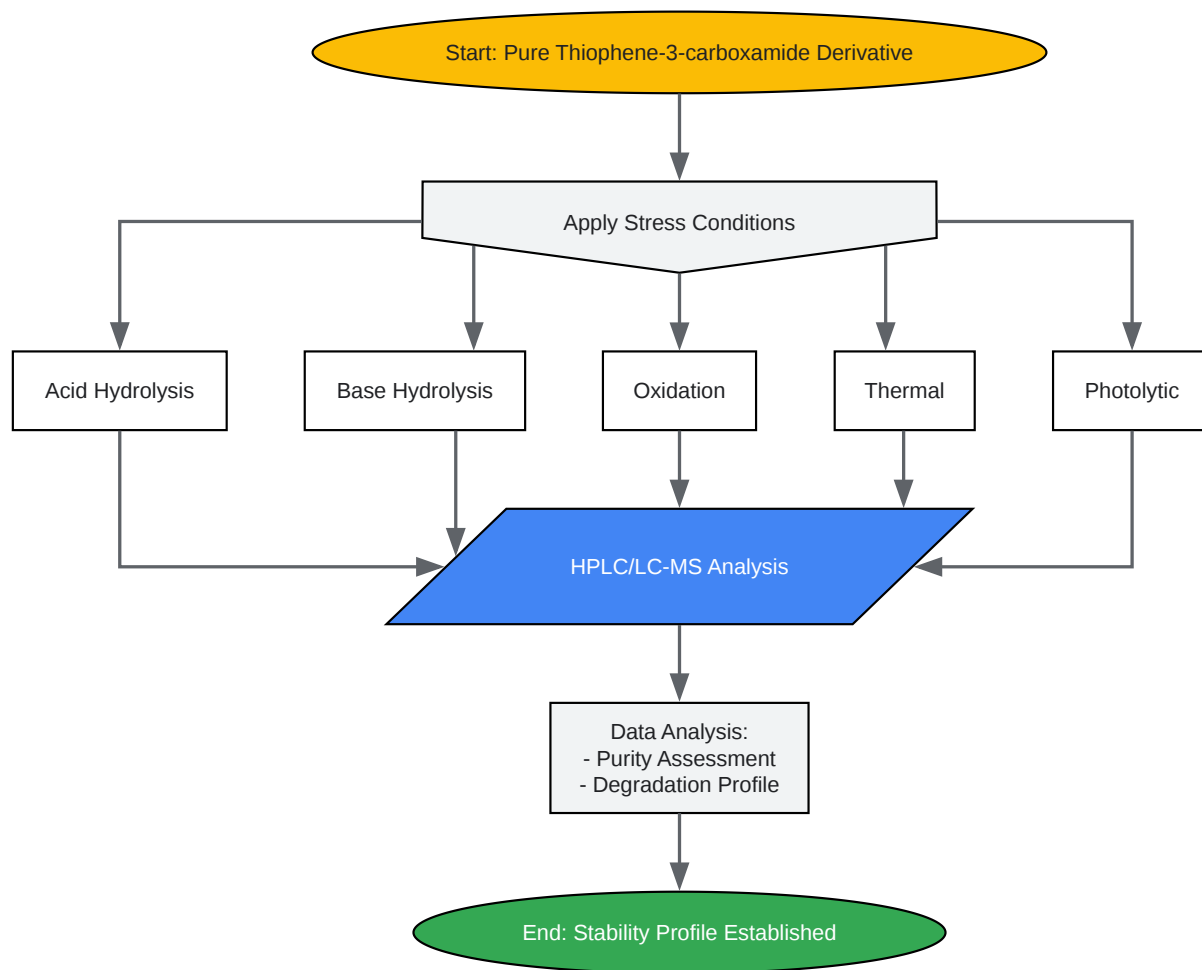 Start: Pure Thiophene-3-carboxamide Derivative
Apply Stress Conditions
Acid Hydrolysis
Base Hydrolysis
Oxidation
Thermal
Photolytic
HPLC/LC-MS Analysis
Data Analysis:
- Purity Assessment
- Degradation Profile
End: Stability Profile Established